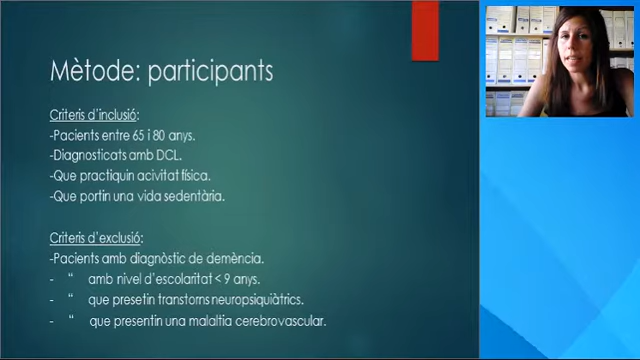 Mètode: participants
Criteris d'inclusió:
-Pacients entre 65 i 80 anys.
-Diagnosticats amb DCL.
-Que practiquin acivitat física.
-Que portin una vida sedentària.
Criteris d'exclusió:
-Pacients amb diagnòstic de demència.
- “ amb nivel d'escolaritat < 9 anys.
- “ que presetin transtorns neuropsiquiàtrics.
- “ que presentin una malaltia cerebrovascular.